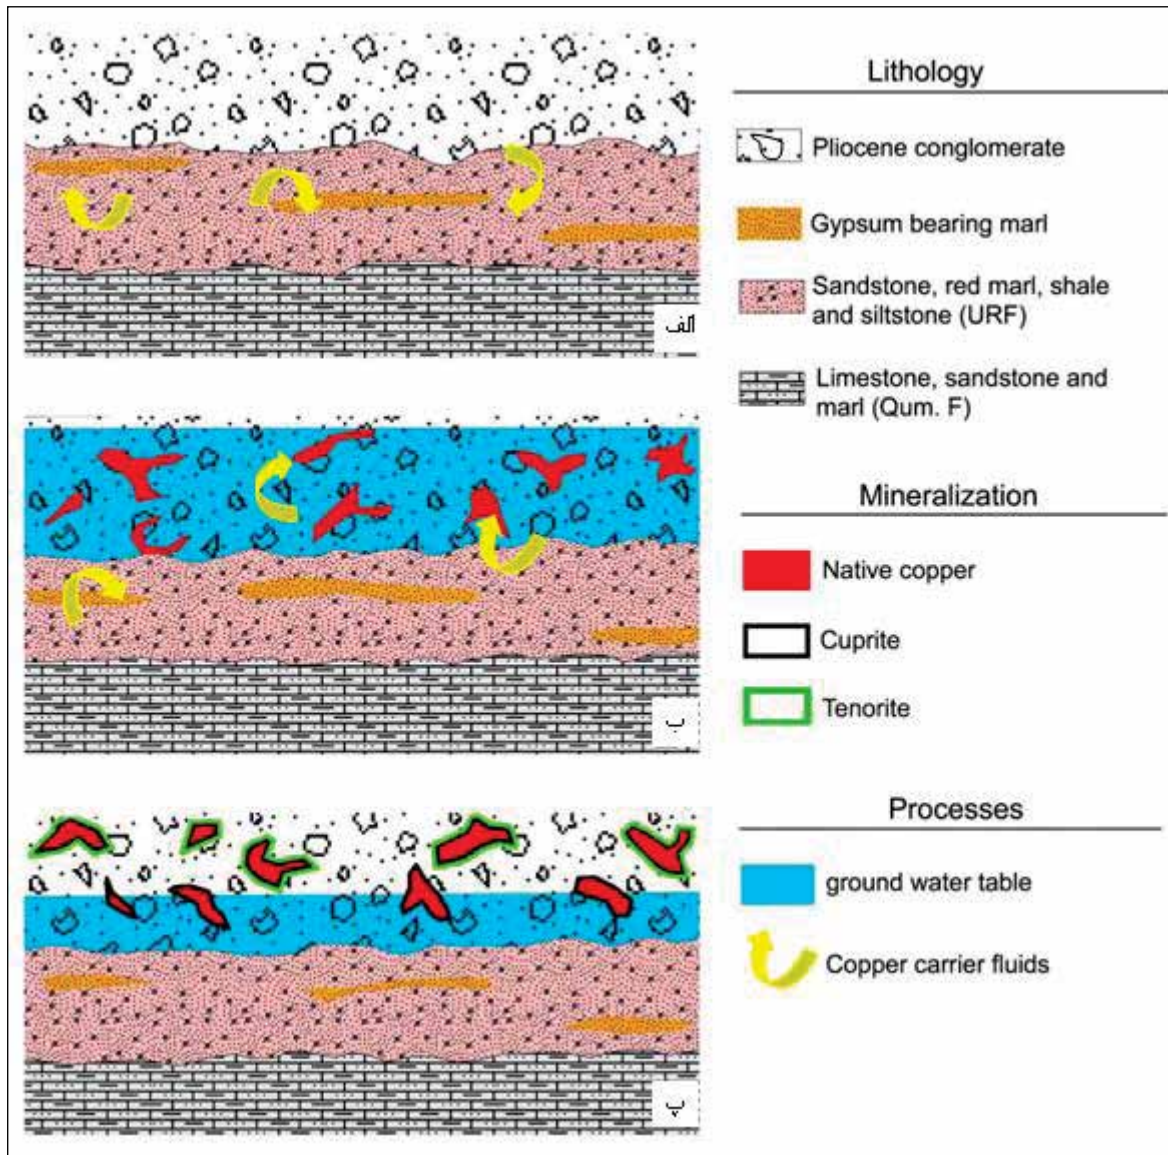 Lithology
Pliocene conglomerate
Gypsum bearing marl
Sandstone, red marl, shale
and siltstone (URF)
Limestone, sandstone and
marl (Qum. F)
Mineralization
Native copper
Cuprite
Tenorite
Processes
ground water table
Copper carrier fluids
الف
ب
پ